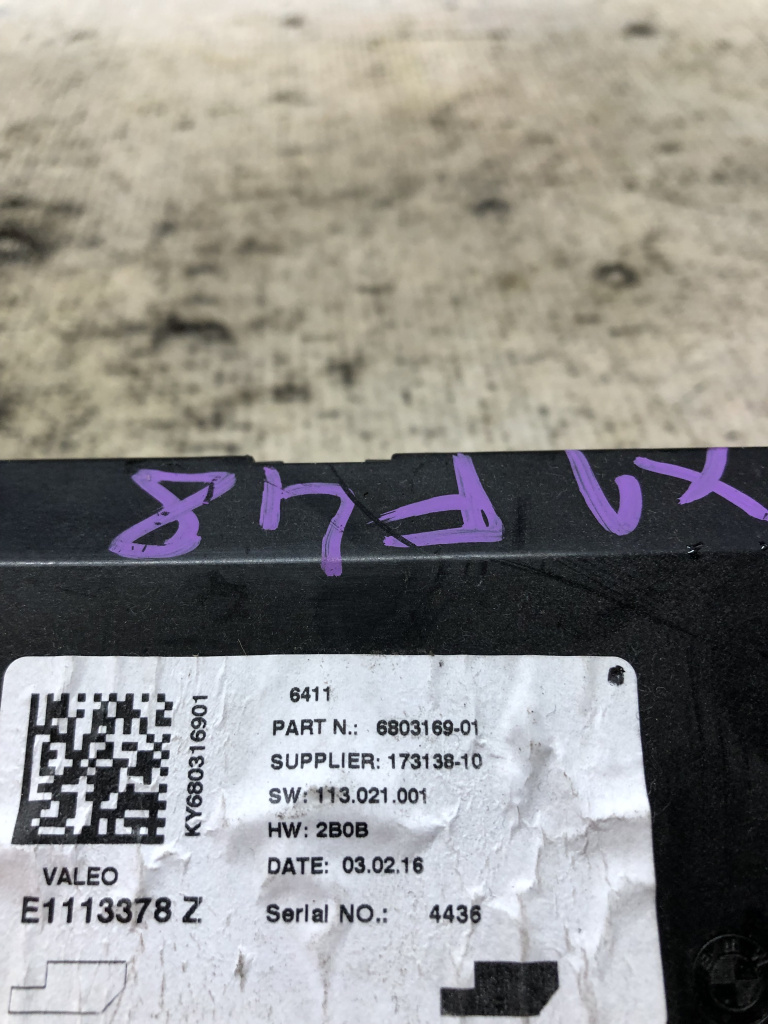 X1 F48
6411
PART N.: 6803169-01
SUPPLIER: 173138-10
SW: 113.021.001
HW: 2B0B
DATE: 03.02.16
Serial NO.: 4436
KY680316901
VALEO
E1113378 Z
BMW